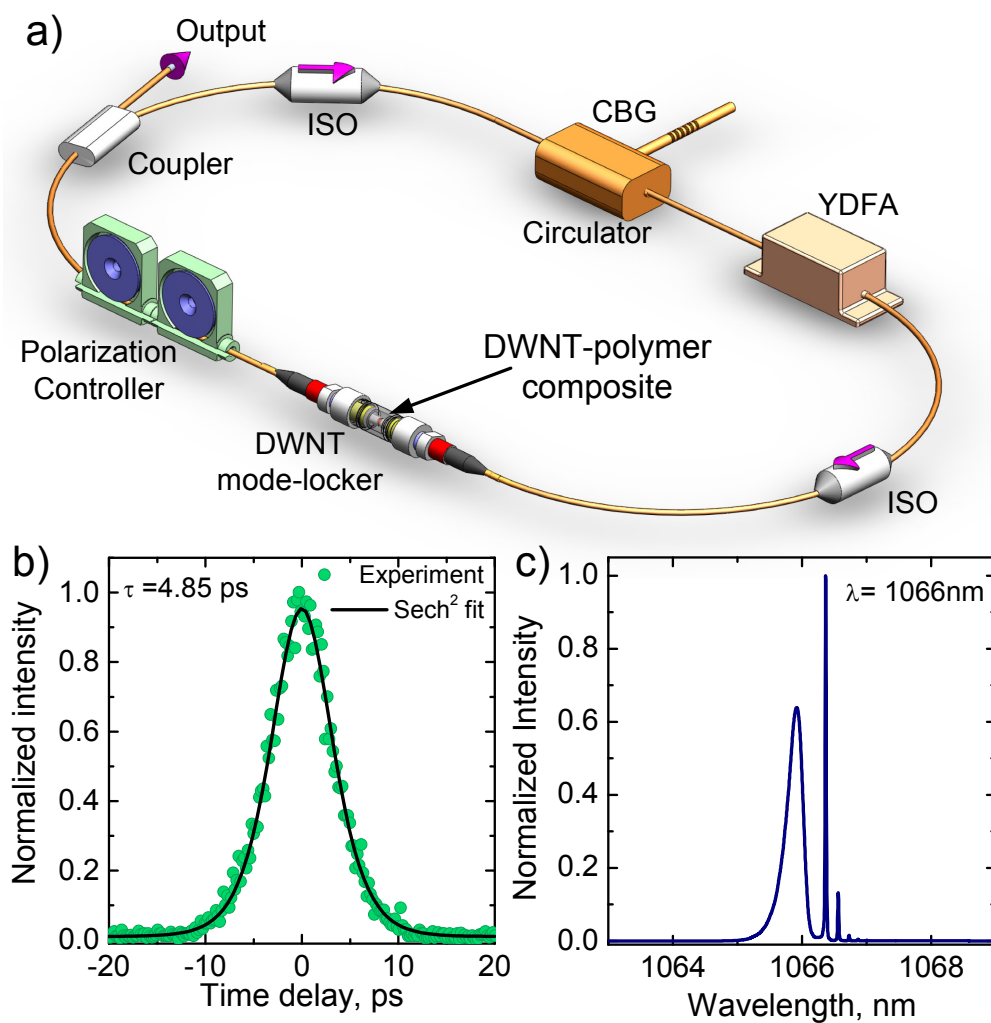 a)
Output
ISO
CBG
Coupler
Circulator
YDFA
Polarization
Controller
DWNT-polymer
composite
DWNT
mode-locker
ISO
b)
τ =4.85 ps
Experiment
Sech² fit
Normalized intensity
1.0
0.8
0.6
0.4
0.2
0.0
-20 -10 0 10 20
Time delay, ps
c)
λ= 1066nm
Normalized Intensity
1.0
0.8
0.6
0.4
0.2
0.0
1064 1066 1068
Wavelength, nm